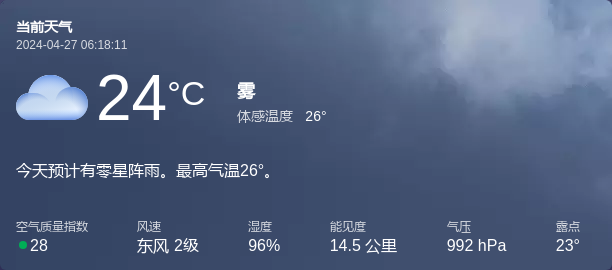 当前天气
2024-04-27 06:18:11
24°C
雾
体感温度 26°
今天预计有零星阵雨。最高气温26°。
空气质量指数 风速 湿度 能见度 气压 露点
28 东风 2级 96% 14.5 公里 992 hPa 23°